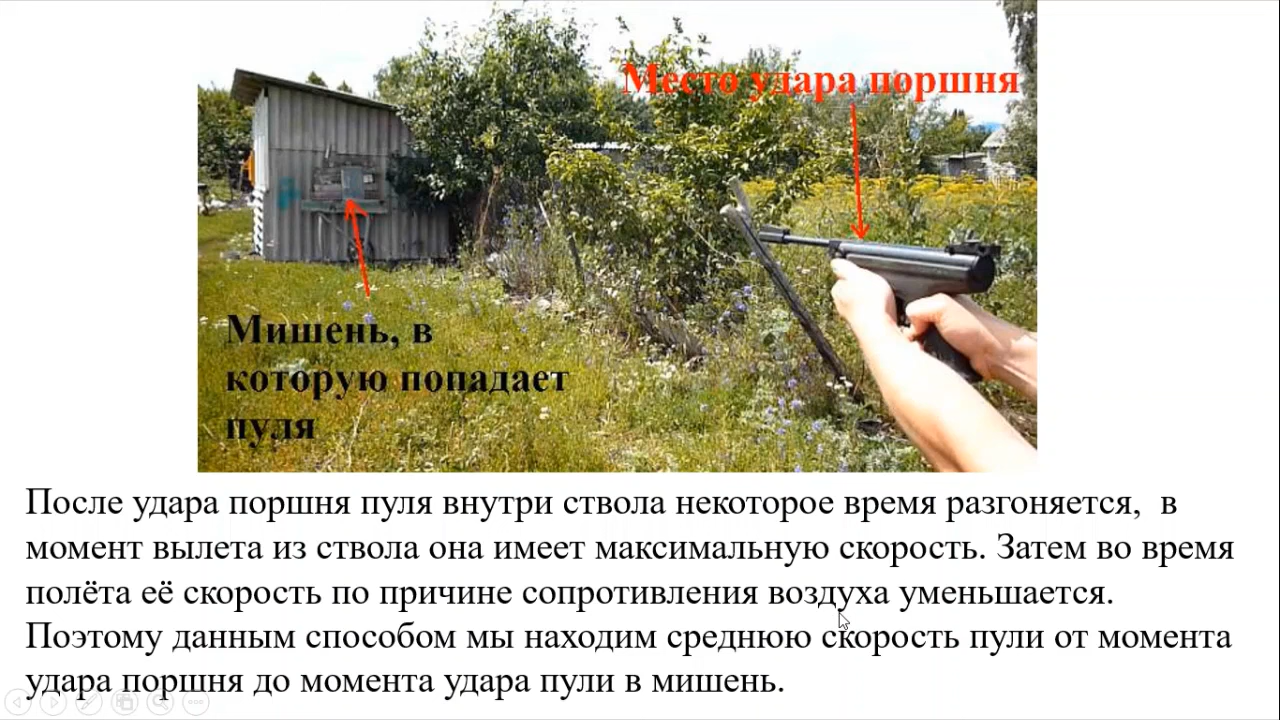 Место удара поршня
Мишень, в
которую попадает
пуля
После удара поршня пуля внутри ствола некоторое время разгоняется,  в
момент вылета из ствола она имеет максимальную скорость. Затем во время
полёта её скорость по причине сопротивления воздуха уменьшается.
Поэтому данным способом мы находим среднюю скорость пули от момента
удара поршня до момента удара пули в мишень.